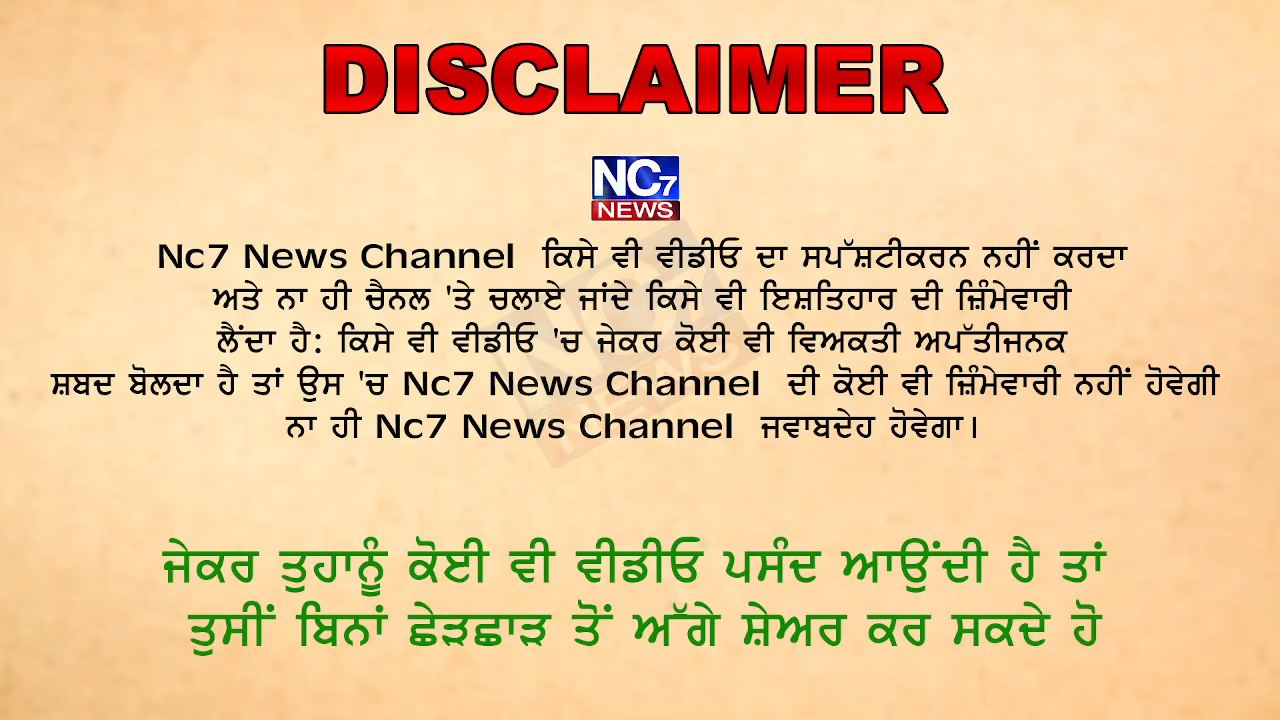 DISCLAIMER
NC7
NEWS
Nc7 News Channel ਕਿਸੇ ਵੀ ਵੀਡੀਓ ਦਾ ਸਪੱਸ਼ਟੀਕਰਨ ਨਹੀਂ ਕਰਦਾ
ਅਤੇ ਨਾ ਹੀ ਚੈਨਲ 'ਤੇ ਚਲਾਏ ਜਾਂਦੇ ਕਿਸੇ ਵੀ ਇਸ਼ਤਿਹਾਰ ਦੀ ਜ਼ਿੰਮੇਵਾਰੀ
ਲੈਂਦਾ ਹੈ: ਕਿਸੇ ਵੀ ਵੀਡੀਓ 'ਚ ਜੇਕਰ ਕੋਈ ਵੀ ਵਿਅਕਤੀ ਅਪੱਤੀਜਨਕ
ਸ਼ਬਦ ਬੋਲਦਾ ਹੈ ਤਾਂ ਉਸ 'ਚ Nc7 News Channel ਦੀ ਕੋਈ ਵੀ ਜ਼ਿੰਮੇਵਾਰੀ ਨਹੀਂ ਹੋਵੇਗੀ
ਨਾ ਹੀ Nc7 News Channel ਜਵਾਬਦੇਹ ਹੋਵੇਗਾ।
ਜੇਕਰ ਤੁਹਾਨੂੰ ਕੋਈ ਵੀ ਵੀਡੀਓ ਪਸੰਦ ਆਉਂਦੀ ਹੈ ਤਾਂ
ਤੁਸੀਂ ਬਿਨਾਂ ਛੇੜਛਾੜ ਤੋਂ ਅੱਗੇ ਸ਼ੇਅਰ ਕਰ ਸਕਦੇ ਹੋ